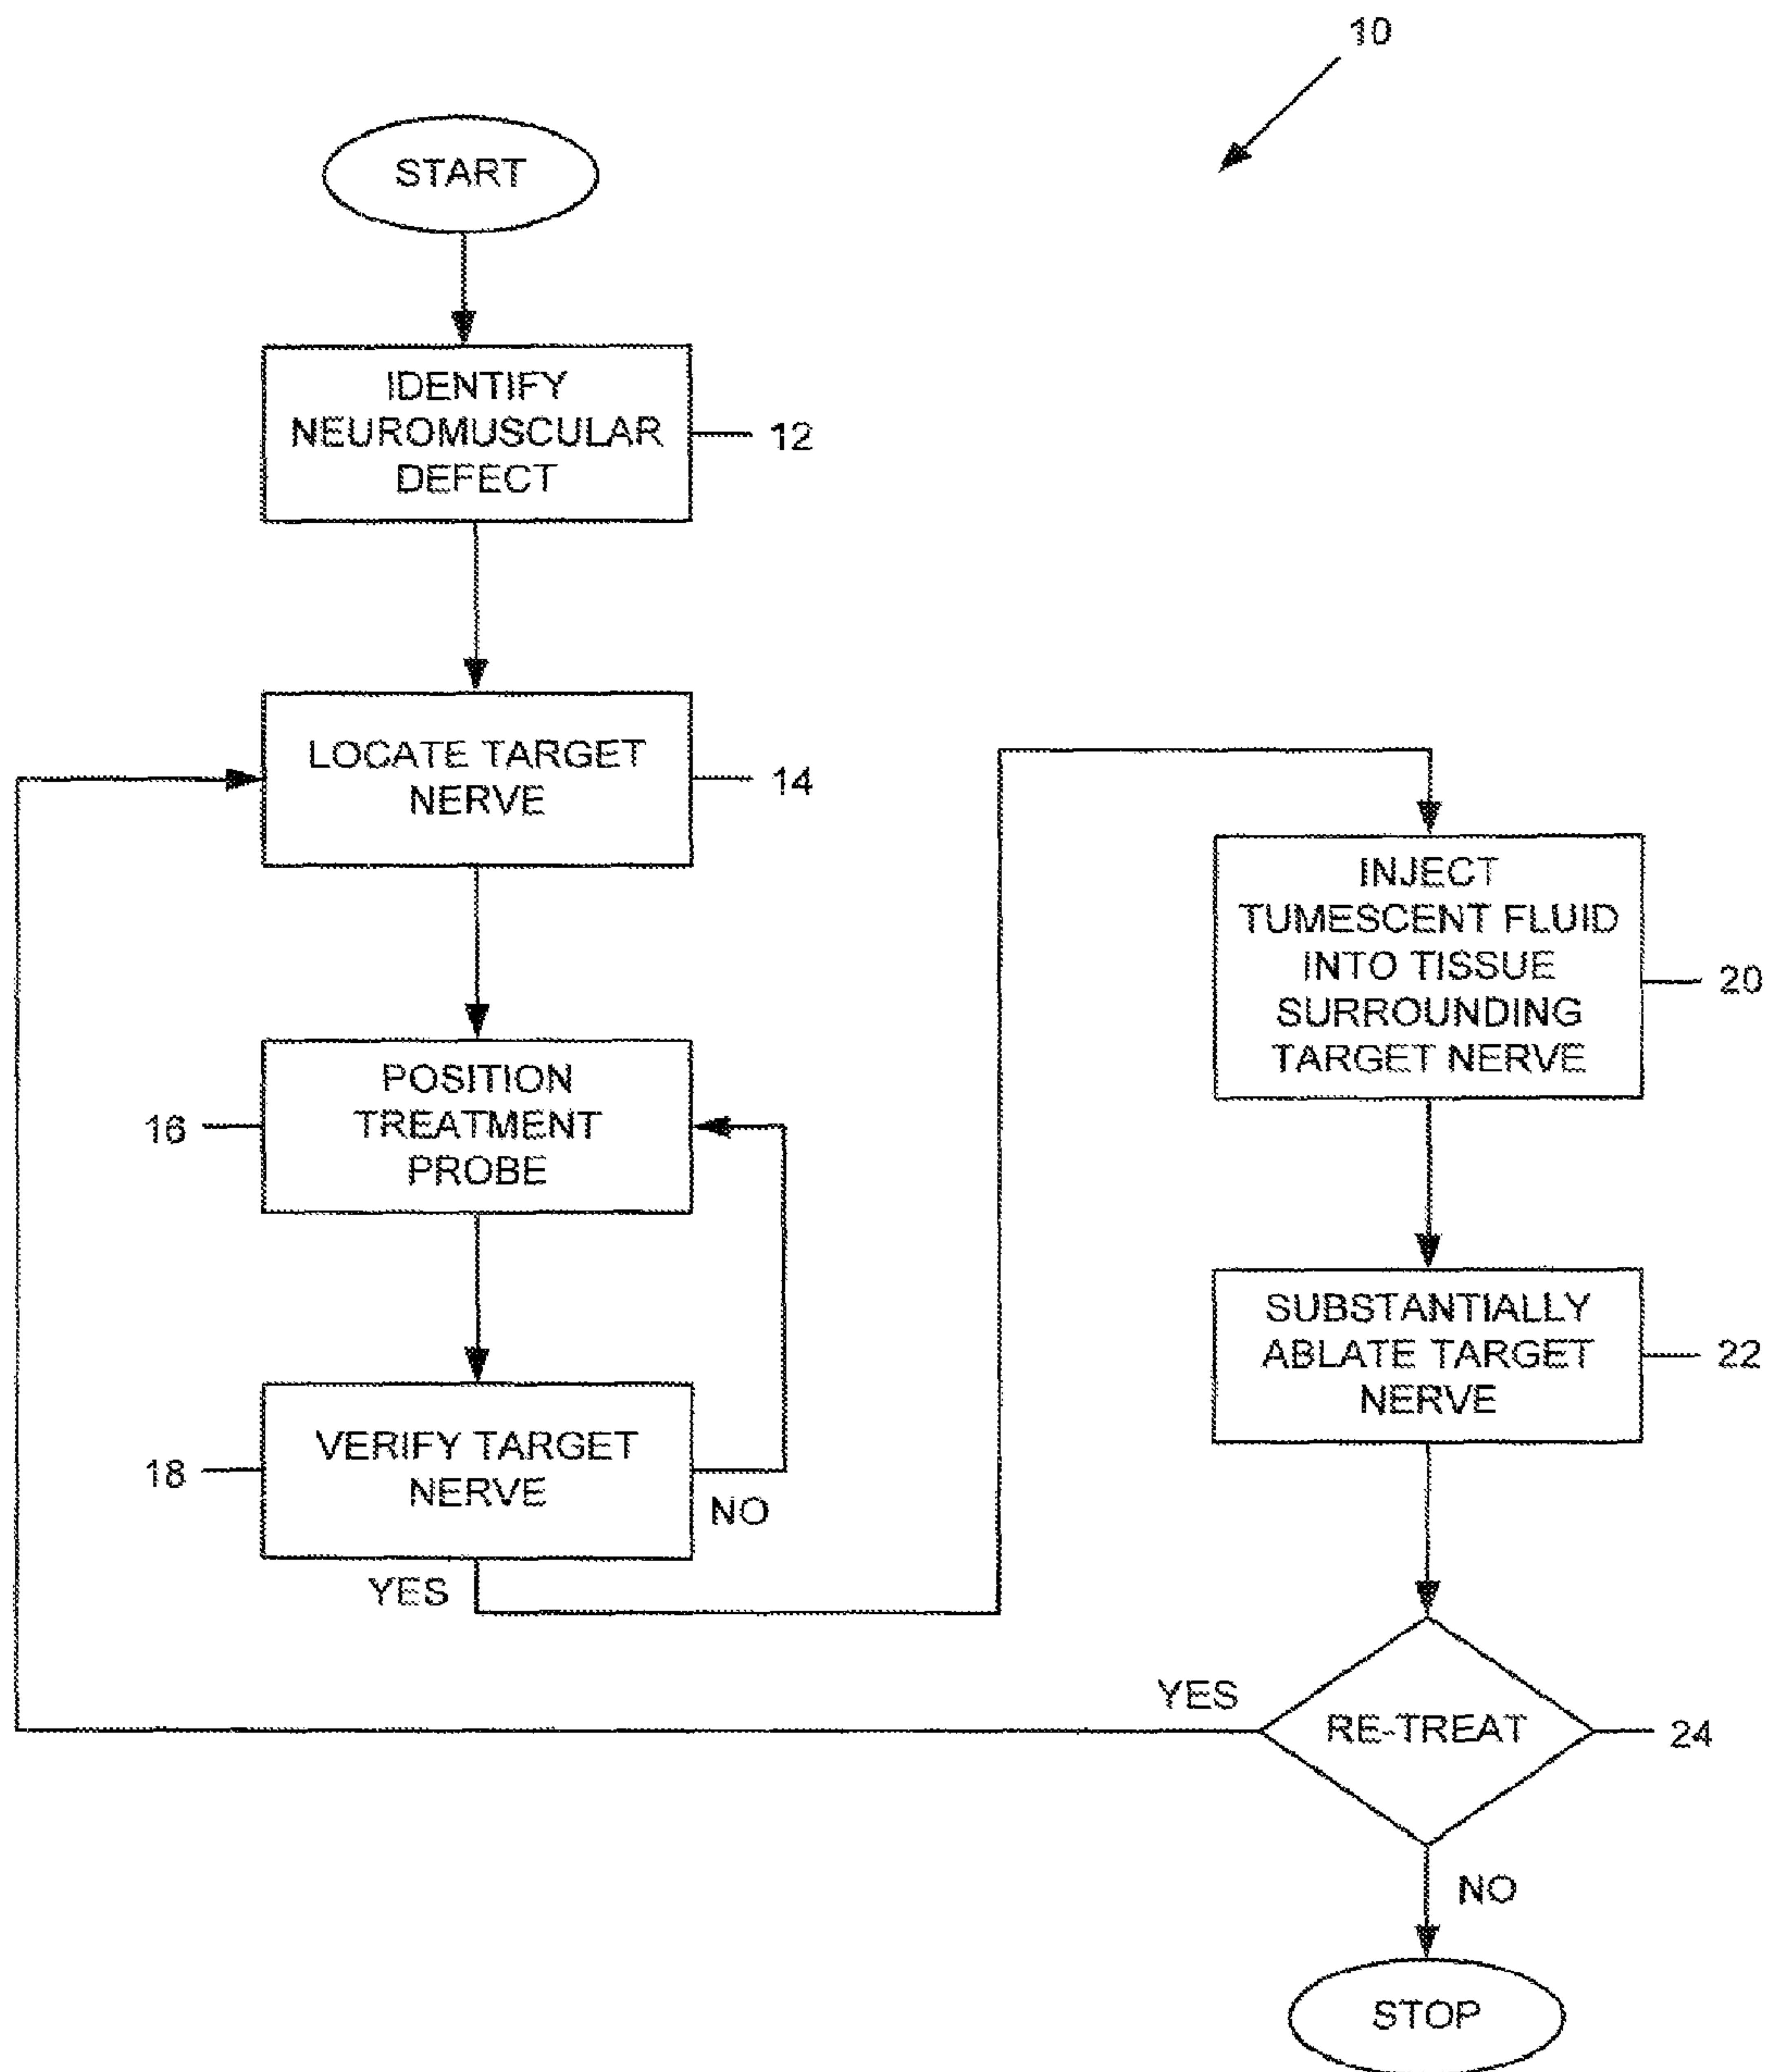 10
START
IDENTIFY
NEUROMUSCULAR
DEFECT
12
LOCATE TARGET
NERVE
14
POSITION
TREATMENT
PROBE
16
VERIFY TARGET
NERVE
18
NO
YES
INJECT
TUMESCENT FLUID
INTO TISSUE
SURROUNDING
TARGET NERVE
20
SUBSTANTIALLY
ABLATE TARGET
NERVE
22
YES
RE-TREAT
24
NO
STOP